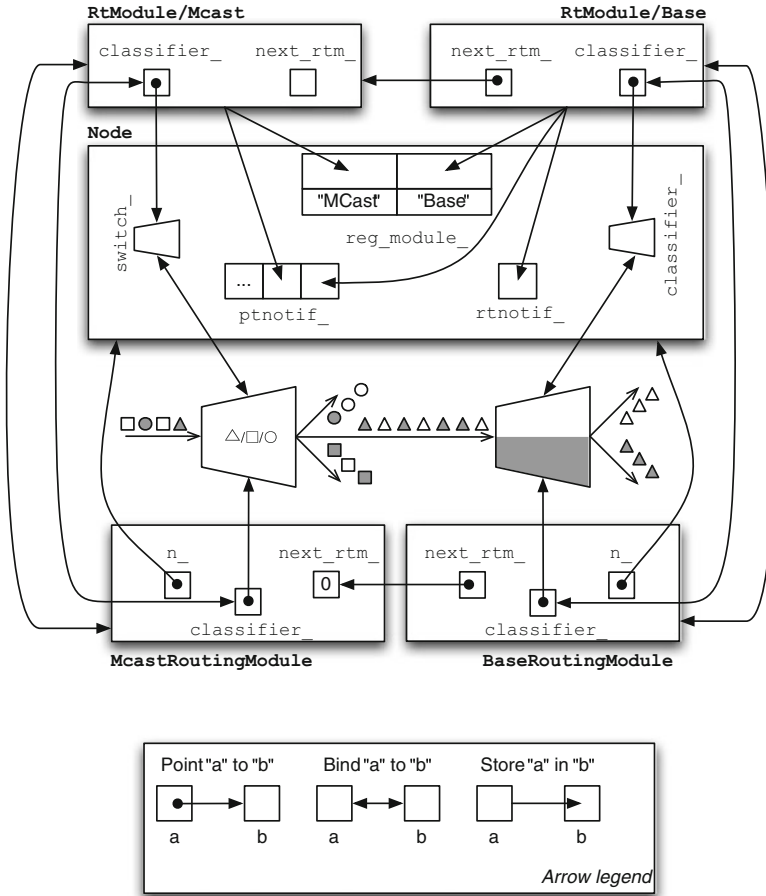 RtModule/Mcast
RtModule/Base
classifier_
next_rtm_
next_rtm_
classifier_
Node
"MCast"
"Base"
switch_
reg_module_
classifier_
...
ptnotif_
rtnotif_
△/□/○
n_
next_rtm_
next_rtm_
n_
0
classifier_
classifier_
McastRoutingModule
BaseRoutingModule
Point "a" to "b"
Bind "a" to "b"
Store "a" in "b"
a
b
a
b
a
b
Arrow legend